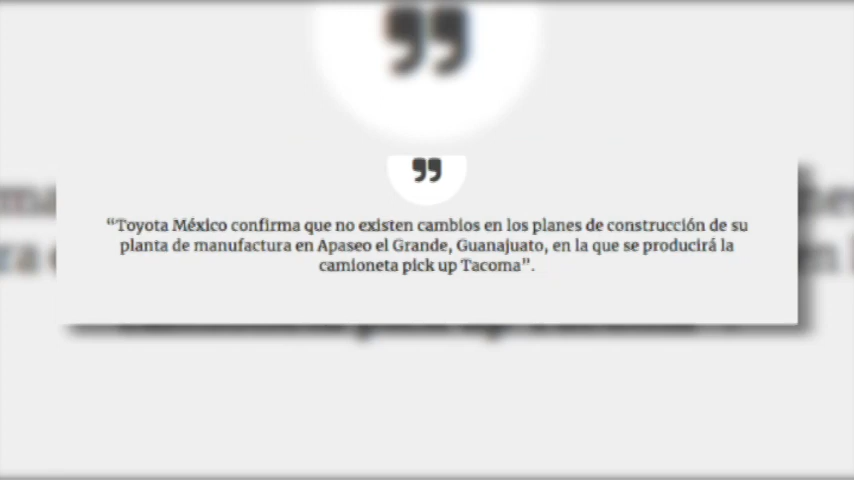 “Toyota México confirma que no existen cambios en los planes de construcción de su
planta de manufactura en Apaseo el Grande, Guanajuato, en la que se producirá la
camioneta pick up Tacoma”.